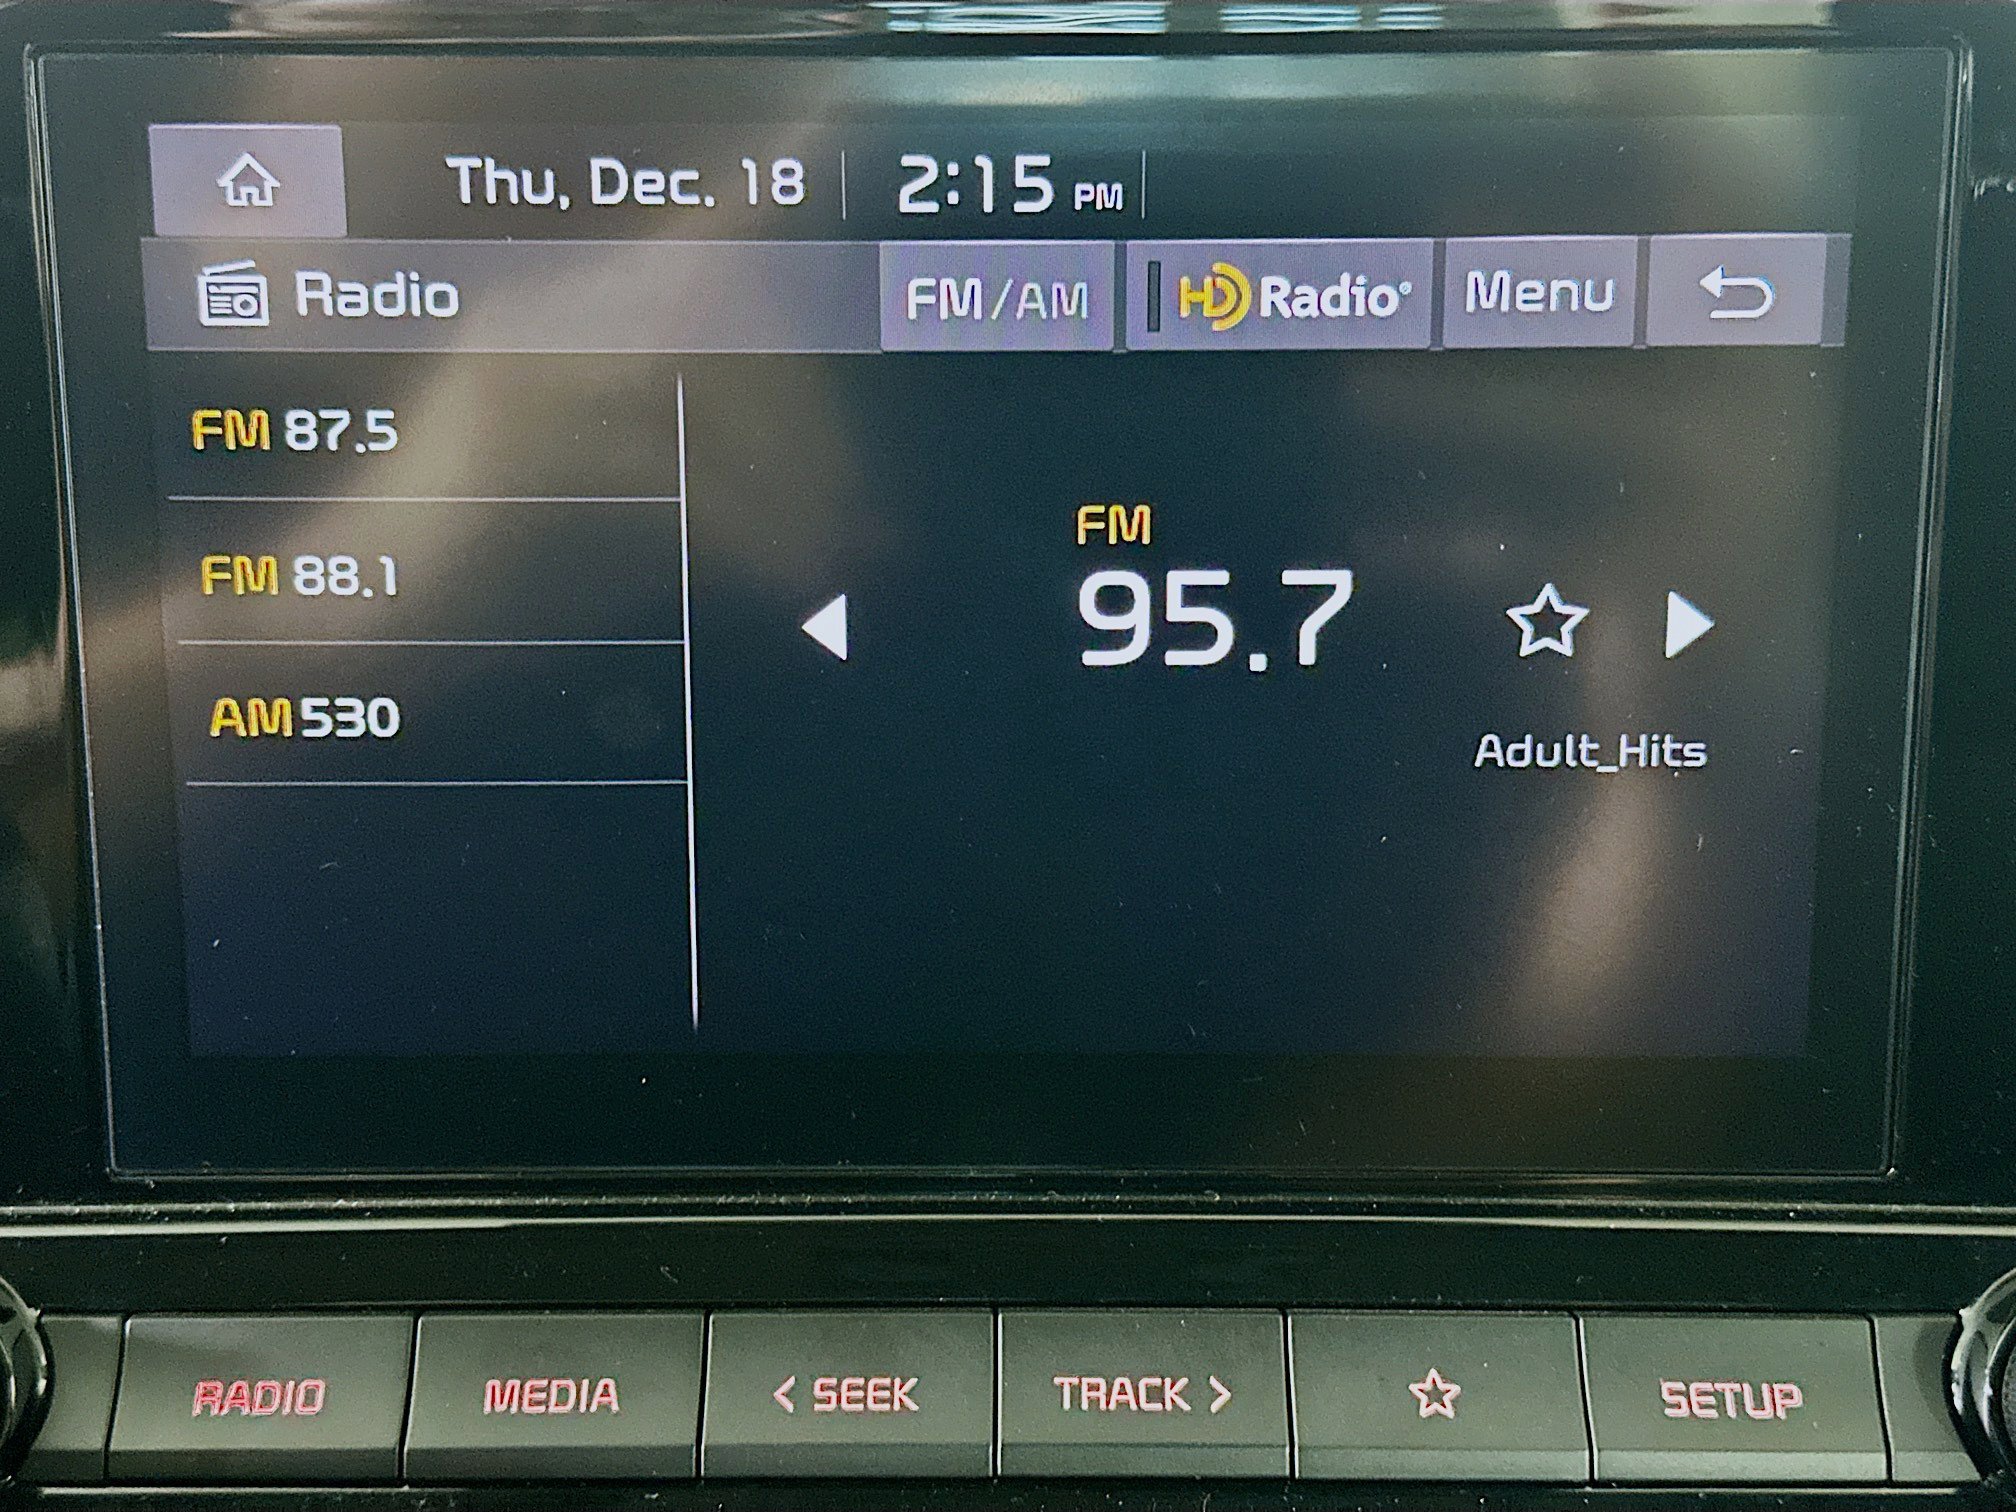 Thu, Dec. 18 2:15 PM
Radio FM/AM HD Radio® Menu
FM 87.5
FM 88.1
AM 530
FM
95.7
Adult_Hits
RADIO MEDIA < SEEK TRACK > SETUP